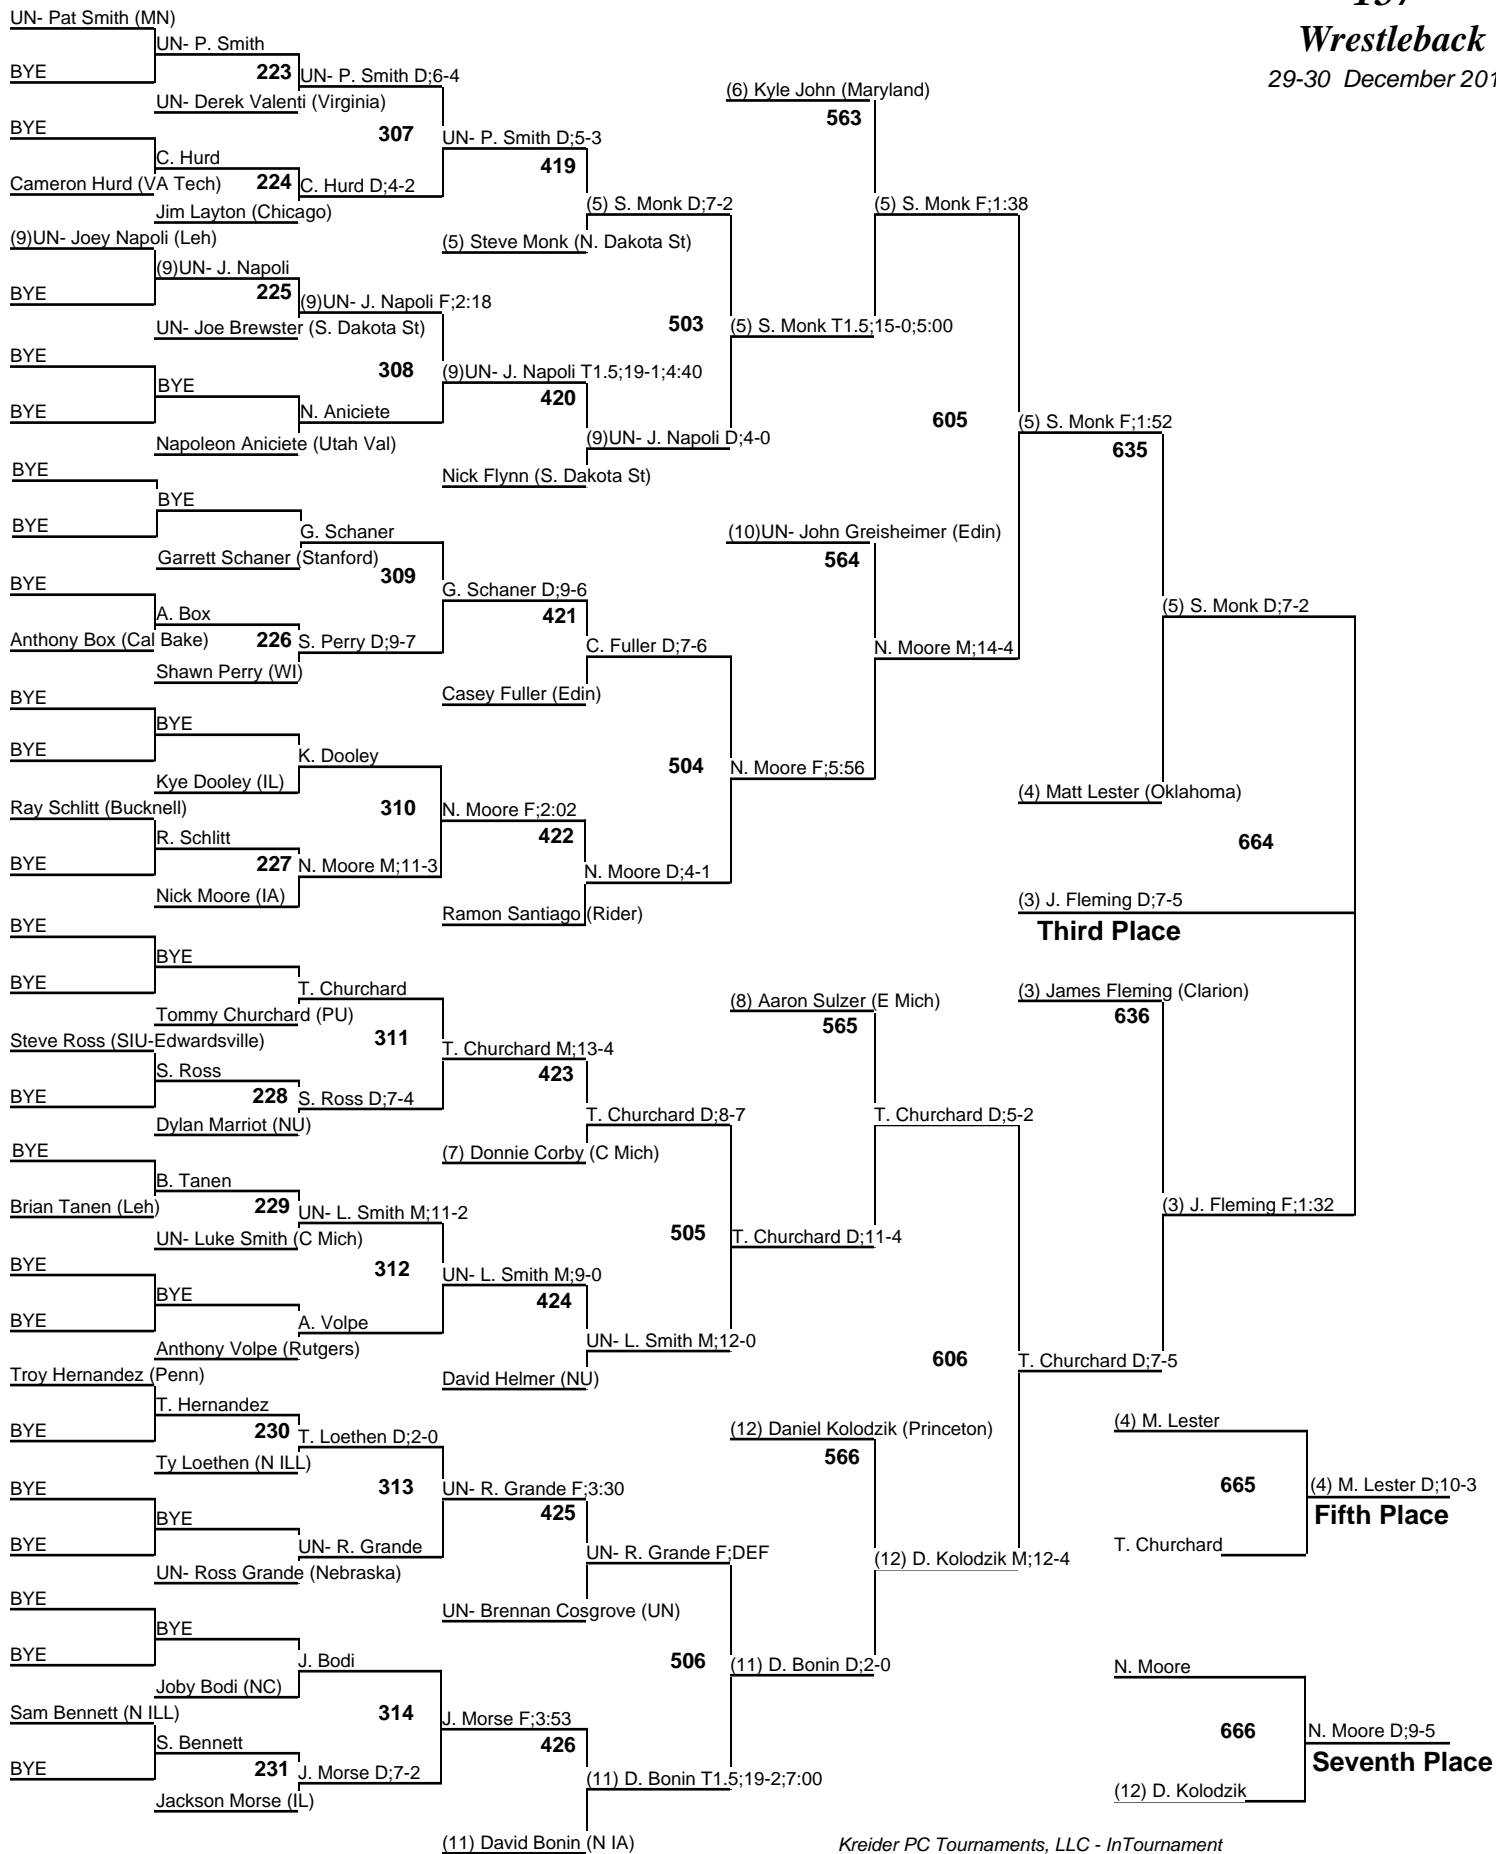 Wrestleback
29-30 December 201
UN- Pat Smith (MN)
UN- P. Smith
BYE
223
UN- P. Smith D;6-4
UN- Derek Valenti (Virginia)
BYE
307
UN- P. Smith D;5-3
C. Hurd
419
Cameron Hurd (VA Tech)
224
C. Hurd D;4-2
Jim Layton (Chicago)
(5) S. Monk D;7-2
(5) Steve Monk (N. Dakota St)
(9)UN- Joey Napoli (Leh)
(9)UN- J. Napoli
BYE
225
(9)UN- J. Napoli F;2:18
UN- Joe Brewster (S. Dakota St)
503
(5) S. Monk T1.5;15-0;5:00
BYE
308
(9)UN- J. Napoli T1.5;19-1;4:40
BYE
420
BYE
N. Aniciete
Napoleon Aniciete (Utah Val)
(9)UN- J. Napoli D;4-0
Nick Flynn (S. Dakota St)
(6) Kyle John (Maryland)
563
(5) S. Monk F;1:38
605
(5) S. Monk F;1:52
635
BYE
BYE
BYE
G. Schaner
Garrett Schaner (Stanford)
309
BYE
G. Schaner D;9-6
A. Box
421
Anthony Box (Cal Bake)
226
S. Perry D;9-7
Shawn Perry (WI)
C. Fuller D;7-6
Casey Fuller (Edin)
(10)UN- John Greisheimer (Edin)
564
N. Moore M;14-4
(5) S. Monk D;7-2
BYE
BYE
BYE
K. Dooley
Kye Dooley (IL)
504
N. Moore F;5:56
310
N. Moore F;2:02
Ray Schlitt (Bucknell)
R. Schlitt
422
BYE
227
N. Moore M;11-3
Nick Moore (IA)
N. Moore D;4-1
Ramon Santiago (Rider)
(4) Matt Lester (Oklahoma)
664
(3) J. Fleming D;7-5
Third Place
BYE
BYE
BYE
T. Churchard
Tommy Churchard (PU)
Steve Ross (SIU-Edwardsville)
311
T. Churchard M;13-4
S. Ross
423
BYE
228
S. Ross D;7-4
Dylan Marriot (NU)
T. Churchard D;8-7
(7) Donnie Corby (C Mich)
(8) Aaron Sulzer (E Mich)
565
T. Churchard D;5-2
(3) James Fleming (Clarion)
636
BYE
B. Tanen
Brian Tanen (Leh)
229
UN- L. Smith M;11-2
UN- Luke Smith (C Mich)
505
T. Churchard D;11-4
(3) J. Fleming F;1:32
BYE
312
UN- L. Smith M;9-0
BYE
424
BYE
A. Volpe
Anthony Volpe (Rutgers)
UN- L. Smith M;12-0
David Helmer (NU)
606
T. Churchard D;7-5
Troy Hernandez (Penn)
T. Hernandez
BYE
230
T. Loethen D;2-0
Ty Loethen (N ILL)
(12) Daniel Kolodzik (Princeton)
566
(4) M. Lester
313
UN- R. Grande F;3:30
425
BYE
BYE
BYE
UN- R. Grande
UN- Ross Grande (Nebraska)
UN- R. Grande F;DEF
UN- Brennan Cosgrove (UN)
(12) D. Kolodzik M;12-4
665
(4) M. Lester D;10-3
Fifth Place
T. Churchard
BYE
BYE
BYE
J. Bodi
Joby Bodi (NC)
506
(11) D. Bonin D;2-0
N. Moore
Sam Bennett (N ILL)
314
J. Morse F;3:53
S. Bennett
426
BYE
231
J. Morse D;7-2
Jackson Morse (IL)
(11) D. Bonin T1.5;19-2;7:00
666
N. Moore D;9-5
Seventh Place
(12) D. Kolodzik
(11) David Bonin (N IA)
Kreider PC Tournaments, LLC - InTournament